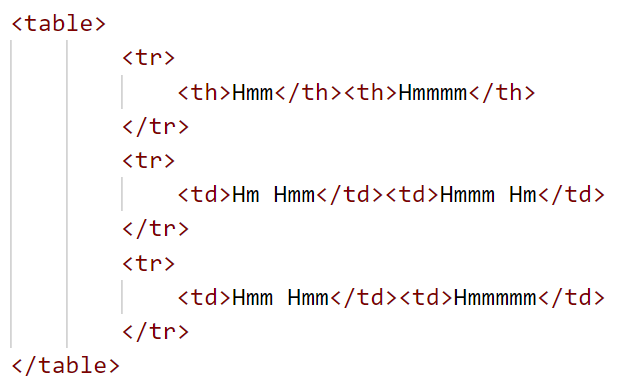 <table>
<tr>
<th>Hmm</th><th>Hmmmm</th>
</tr>
<tr>
<td>Hm Hmm</td><td>Hmmm Hm</td>
</tr>
<tr>
<td>Hmm Hmm</td><td>Hmmmmm</td>
</tr>
</table>